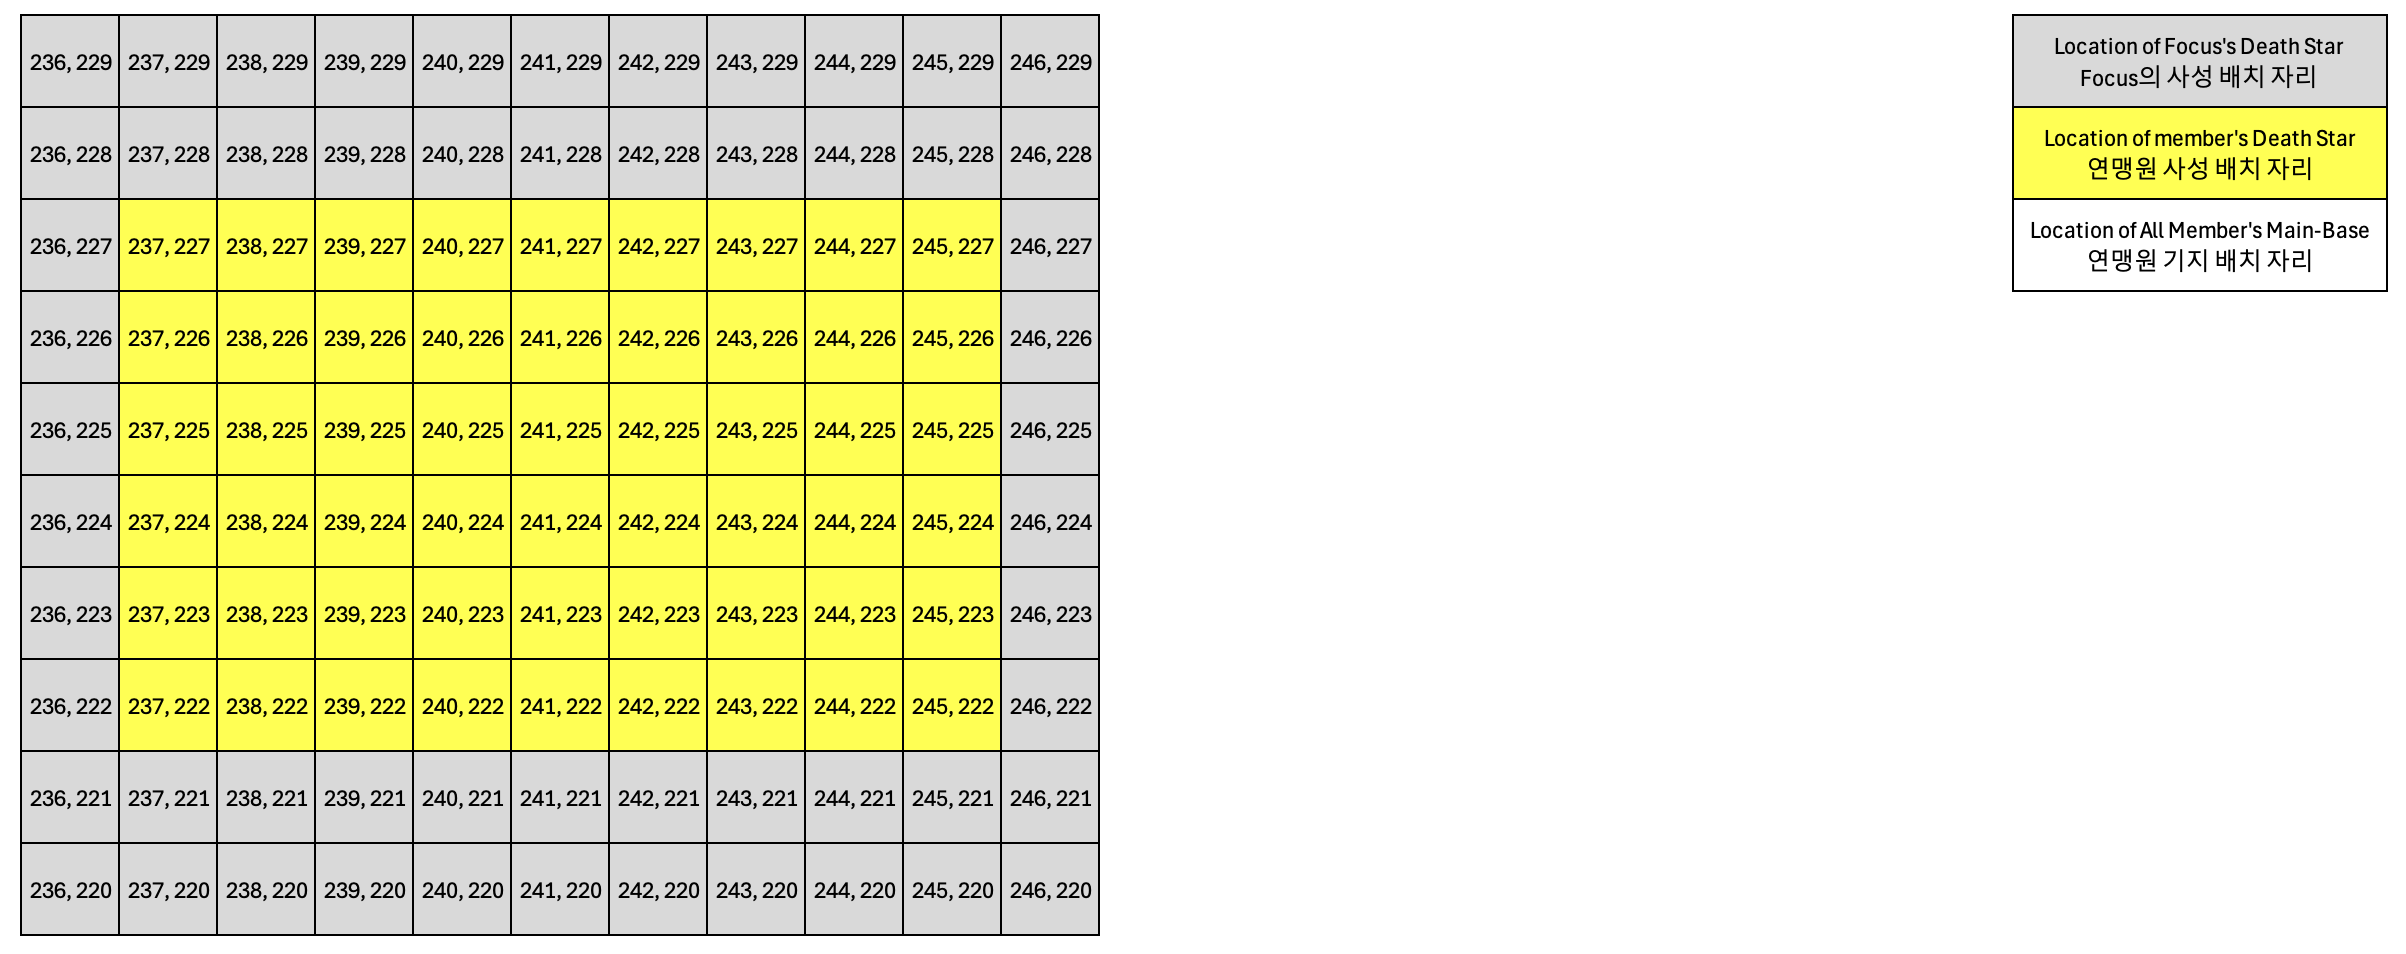 236, 229 237, 229 238, 229 239, 229 240, 229 241, 229 242, 229 243, 229 244, 229 245, 229 246, 229
236, 228 237, 228 238, 228 239, 228 240, 228 241, 228 242, 228 243, 228 244, 228 245, 228 246, 228
236, 227 237, 227 238, 227 239, 227 240, 227 241, 227 242, 227 243, 227 244, 227 245, 227 246, 227
236, 226 237, 226 238, 226 239, 226 240, 226 241, 226 242, 226 243, 226 244, 226 245, 226 246, 226
236, 225 237, 225 238, 225 239, 225 240, 225 241, 225 242, 225 243, 225 244, 225 245, 225 246, 225
236, 224 237, 224 238, 224 239, 224 240, 224 241, 224 242, 224 243, 224 244, 224 245, 224 246, 224
236, 223 237, 223 238, 223 239, 223 240, 223 241, 223 242, 223 243, 223 244, 223 245, 223 246, 223
236, 222 237, 222 238, 222 239, 222 240, 222 241, 222 242, 222 243, 222 244, 222 245, 222 246, 222
236, 221 237, 221 238, 221 239, 221 240, 221 241, 221 242, 221 243, 221 244, 221 245, 221 246, 221
236, 220 237, 220 238, 220 239, 220 240, 220 241, 220 242, 220 243, 220 244, 220 245, 220 246, 220
Location of Focus's Death Star
Focus의 사성 배치 자리
Location of member's Death Star
연맹원 사성 배치 자리
Location of All Member's Main-Base
연맹원 기지 배치 자리